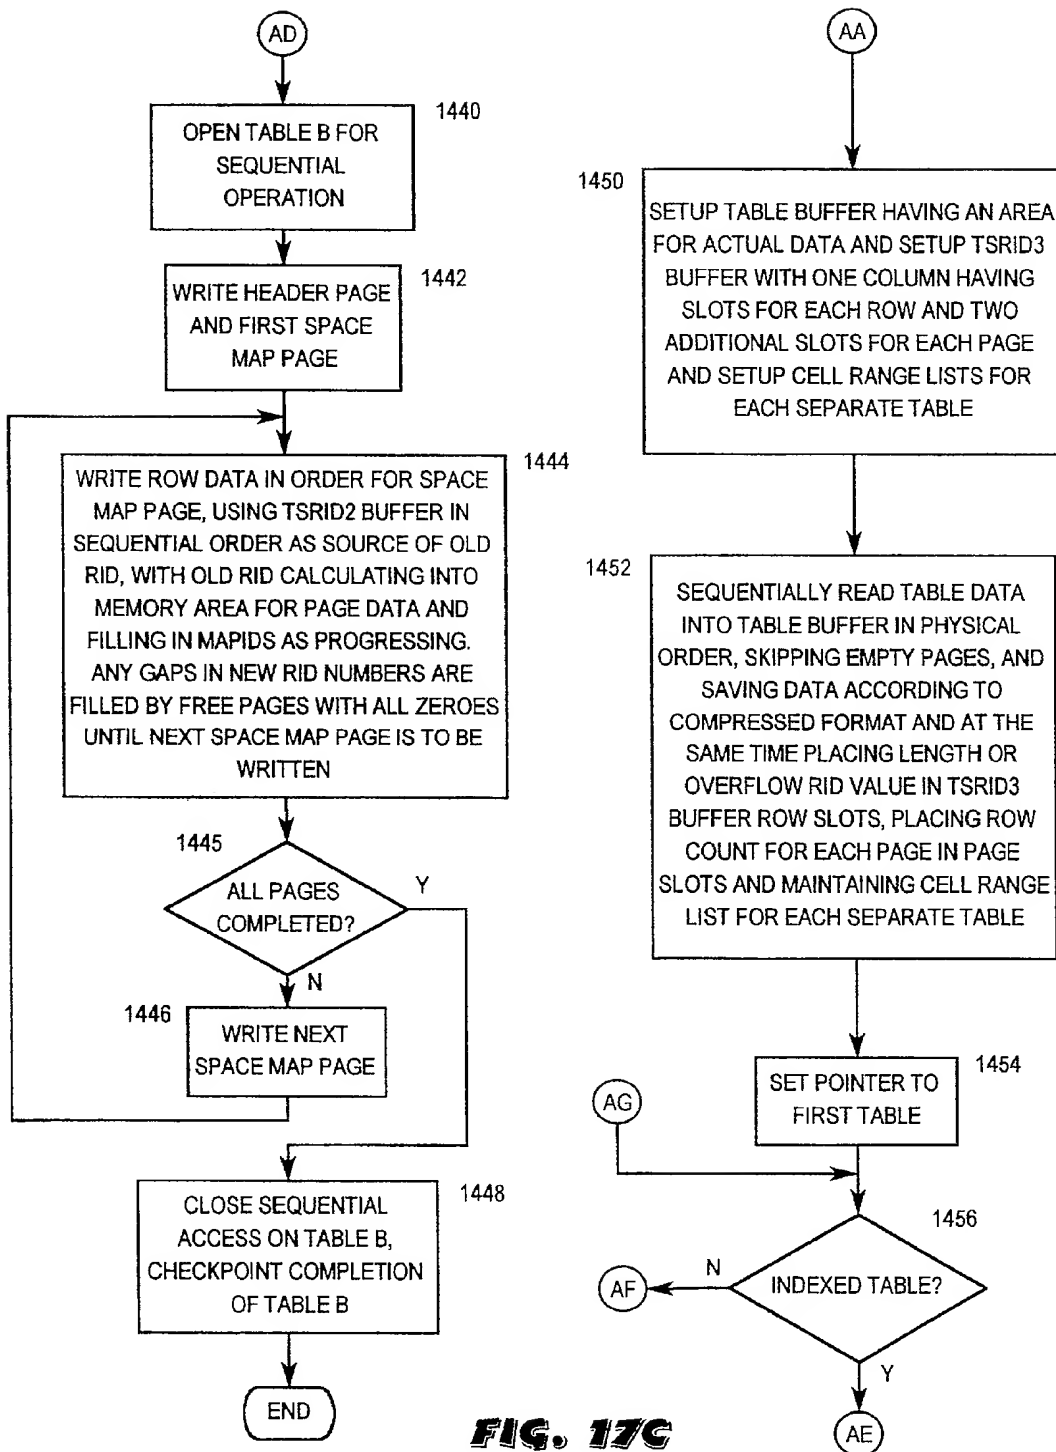 AD
1440
OPEN TABLE B FOR
SEQUENTIAL
OPERATION
1442
WRITE HEADER PAGE
AND FIRST SPACE
MAP PAGE
1444
WRITE ROW DATA IN ORDER FOR SPACE
MAP PAGE, USING TSRID2 BUFFER IN
SEQUENTIAL ORDER AS SOURCE OF OLD
RID, WITH OLD RID CALCULATING INTO
MEMORY AREA FOR PAGE DATA AND
FILLING IN MAPIDS AS PROGRESSING.
ANY GAPS IN NEW RID NUMBERS ARE
FILLED BY FREE PAGES WITH ALL ZEROES
UNTIL NEXT SPACE MAP PAGE IS TO BE
WRITTEN
1445
ALL PAGES
COMPLETED?
Y
N
1446
WRITE NEXT
SPACE MAP PAGE
1448
CLOSE SEQUENTIAL
ACCESS ON TABLE B,
CHECKPOINT COMPLETION
OF TABLE B
END
AA
1450
SETUP TABLE BUFFER HAVING AN AREA
FOR ACTUAL DATA AND SETUP TSRID3
BUFFER WITH ONE COLUMN HAVING
SLOTS FOR EACH ROW AND TWO
ADDITIONAL SLOTS FOR EACH PAGE
AND SETUP CELL RANGE LISTS FOR
EACH SEPARATE TABLE
1452
SEQUENTIALLY READ TABLE DATA
INTO TABLE BUFFER IN PHYSICAL
ORDER, SKIPPING EMPTY PAGES, AND
SAVING DATA ACCORDING TO
COMPRESSED FORMAT AND AT THE
SAME TIME PLACING LENGTH OR
OVERFLOW RID VALUE IN TSRID3
BUFFER ROW SLOTS, PLACING ROW
COUNT FOR EACH PAGE IN PAGE
SLOTS AND MAINTAINING CELL RANGE
LIST FOR EACH SEPARATE TABLE
1454
SET POINTER TO
FIRST TABLE
AG
1456
INDEXED TABLE?
N
AF
Y
AE
FIG. 17C